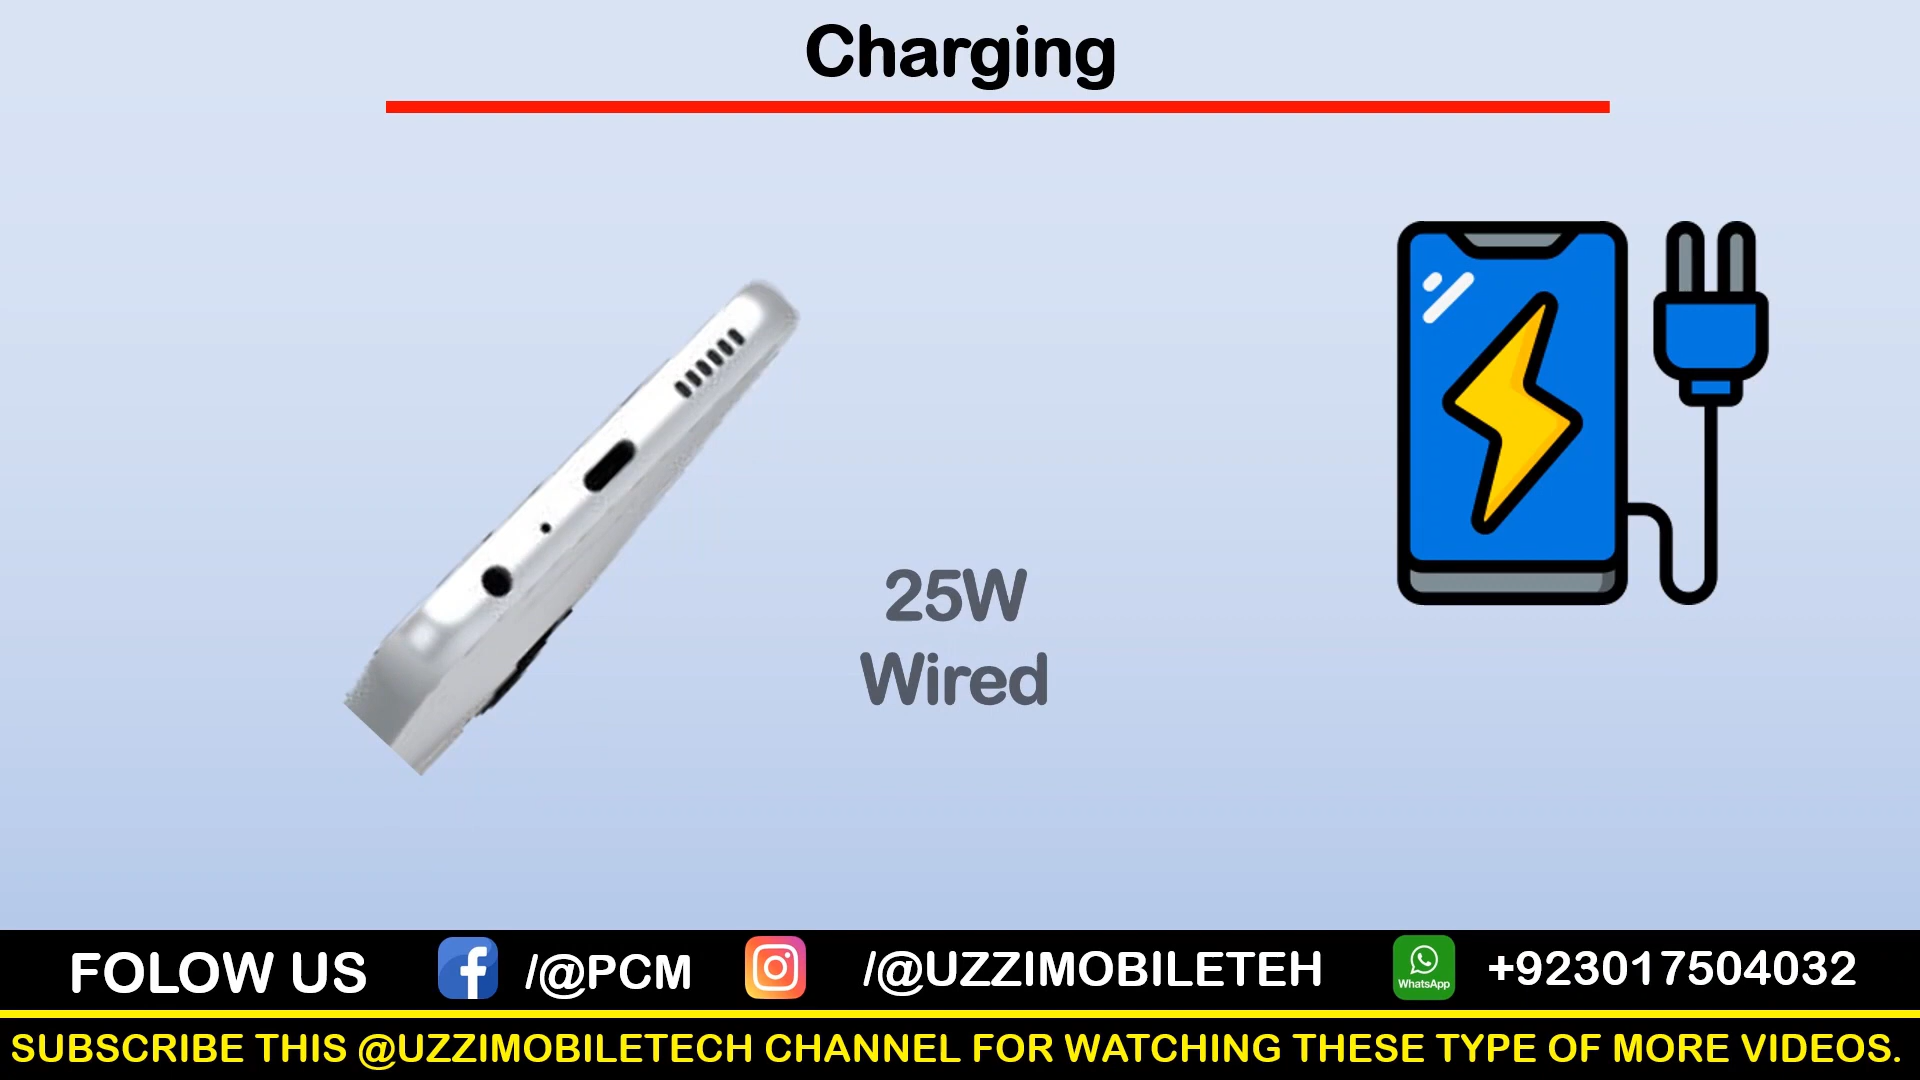 Charging
25W
Wired
FOLOW US
/@PCM
/@UZZIMOBILETEH
WhatsApp
+923017504032
SUBSCRIBE THIS @UZZIMOBILETECH CHANNEL FOR WATCHING THESE TYPE OF MORE VIDEOS.